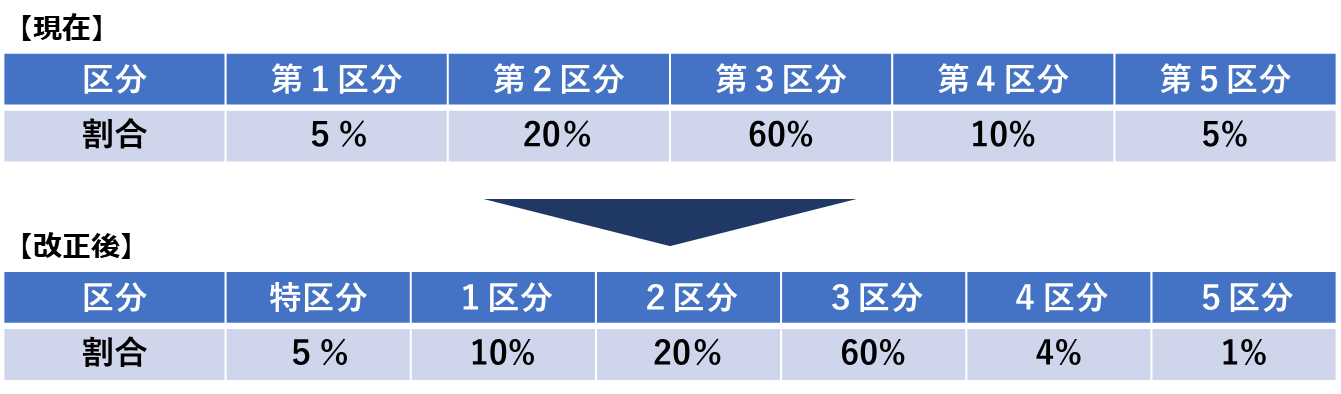 【現在】
区分 第1区分 第2区分 第3区分 第4区分 第5区分
割合 5% 20% 60% 10% 5%
【改正後】
区分 特区分 1区分 2区分 3区分 4区分 5区分
割合 5% 10% 20% 60% 4% 1%